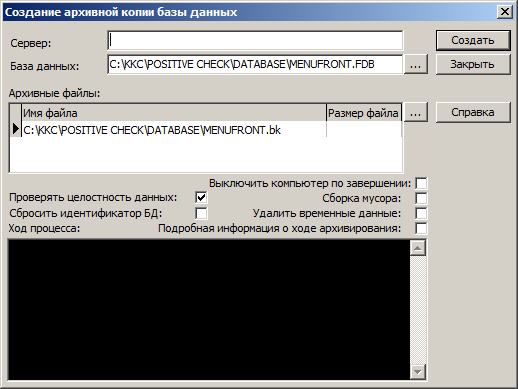 Создание архивной копии базы данных
Сервер:
Создать
База данных: C:\KKC\POSITIVE CHECK\DATABASE\MENUFRONT.FDB ... Закрыть
Архивные файлы:
Имя файла Размер файла ... Справка
C:\KKC\POSITIVE CHECK\DATABASE\MENUFRONT.bk
Выключить компьютер по завершении:
Проверять целостность данных: Сборка мусора:
Сбросить идентификатор БД: Удалить временные данные:
Ход процесса: Подробная информация о ходе архивирования: